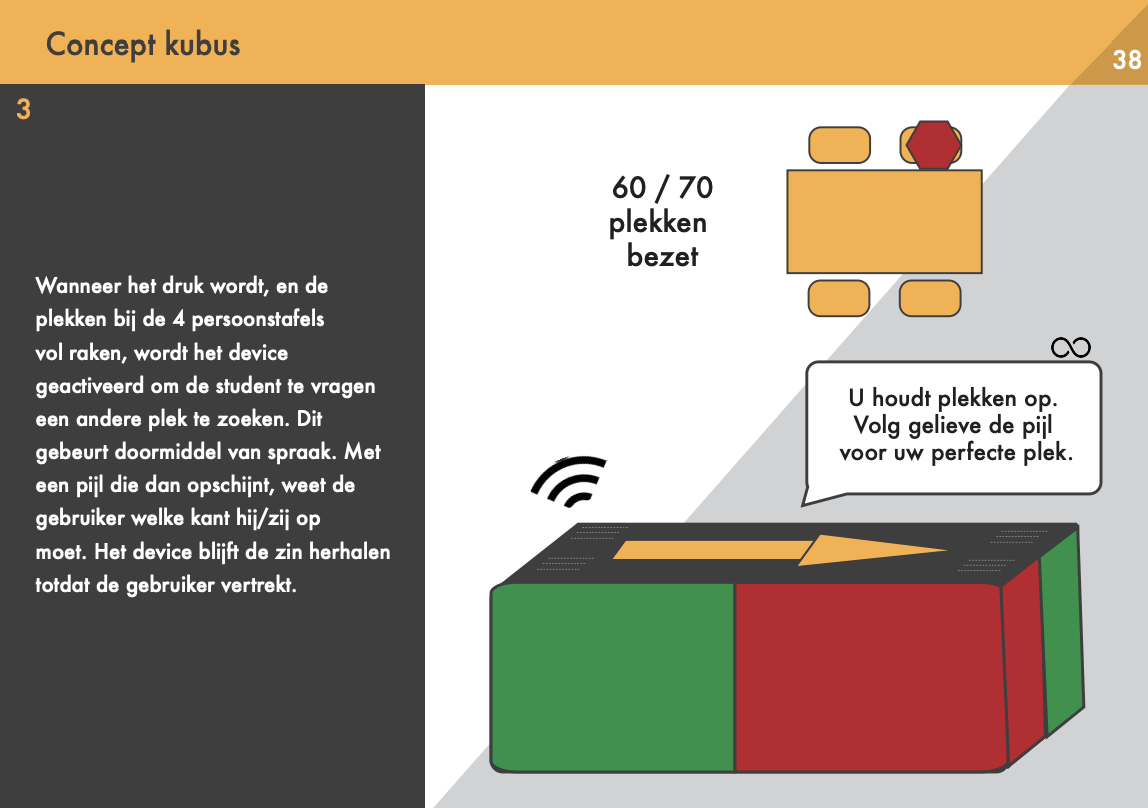 Concept kubus
38
3
Wanneer het druk wordt, en de
plekken bij de 4 persoonstafels
vol raken, wordt het device
geactiveerd om de student te vragen
een andere plek te zoeken. Dit
gebeurt doormiddel van spraak. Met
een pijl die dan opschijnt, weet de
gebruiker welke kant hij/zij op
moet. Het device blijft de zin herhalen
totdat de gebruiker vertrekt.
60 / 70
plekken
bezet
U houdt plekken op.
Volg gelieve de pijl
voor uw perfecte plek.